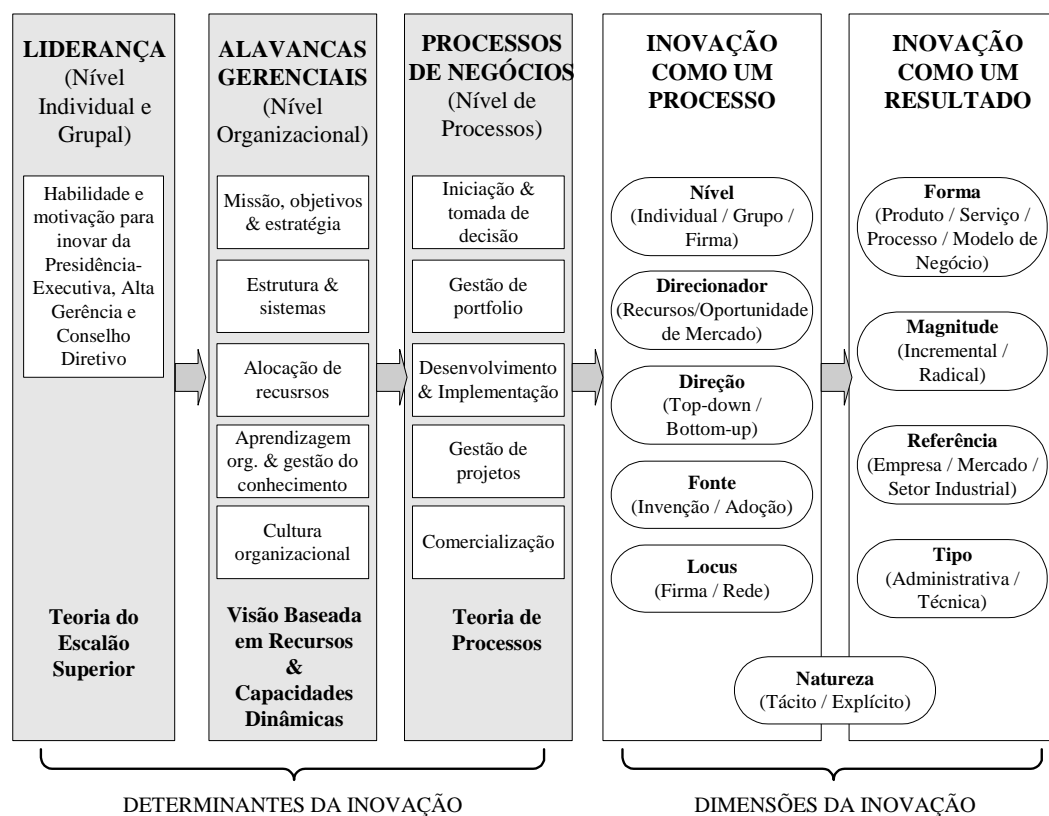 LIDERANÇA
(Nível
Individual e
Grupal)
Habilidade e
motivação para
inovar da
Presidência-
Executiva, Alta
Gerência e
Conselho
Diretivo
Teoria do
Escalão
Superior
ALAVANCAS
GERENCIAIS
(Nível
Organizacional)
Missão, objetivos
& estratégia
Estrutura &
sistemas
Alocação de
recusrsos
Aprendizagem
org. & gestão do
conhecimento
Cultura
organizacional
Visão Baseada
em Recursos
&
Capacidades
Dinâmicas
PROCESSOS
DE NEGÓCIOS
(Nível de
Processos)
Iniciação &
tomada de
decisão
Gestão de
portfolio
Desenvolvimento
& Implementação
Gestão de
projetos
Comercialização
Teoria de
Processos
INOVAÇÃO
COMO UM
PROCESSO
Nível
(Individual / Grupo /
Firma)
Direcionador
(Recursos/Oportunidade
de Mercado)
Direção
(Top-down /
Bottom-up)
Fonte
(Invenção / Adoção)
Locus
(Firma / Rede)
INOVAÇÃO
COMO UM
RESULTADO
Forma
(Produto / Serviço /
Processo / Modelo de
Negócio)
Magnitude
(Incremental /
Radical)
Referência
(Empresa / Mercado /
Setor Industrial)
Tipo
(Administrativa /
Técnica)
Natureza
(Tácito / Explícito)
DETERMINANTES DA INOVAÇÃO
DIMENSÕES DA INOVAÇÃO